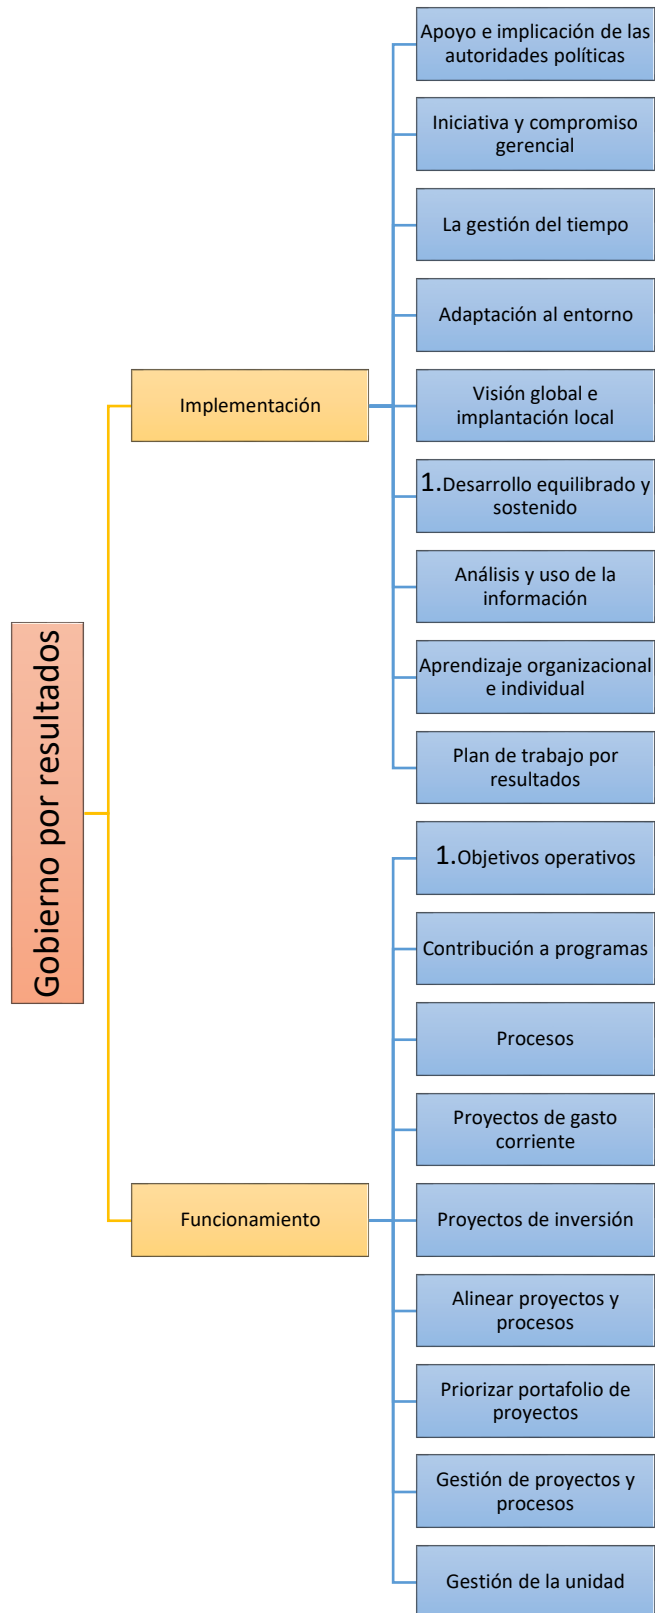 Gobierno por resultados
Implementación
Apoyo e implicación de las
autoridades políticas
Iniciativa y compromiso
gerencial
La gestión del tiempo
Adaptación al entorno
Visión global e
implantación local
1.Desarrollo equilibrado y
sostenido
Análisis y uso de la
información
Aprendizaje organizacional
e individual
Plan de trabajo por
resultados
Funcionamiento
1.Objetivos operativos
Contribución a programas
Procesos
Proyectos de gasto
corriente
Proyectos de inversión
Alinear proyectos y
procesos
Priorizar portafolio de
proyectos
Gestión de proyectos y
procesos
Gestión de la unidad